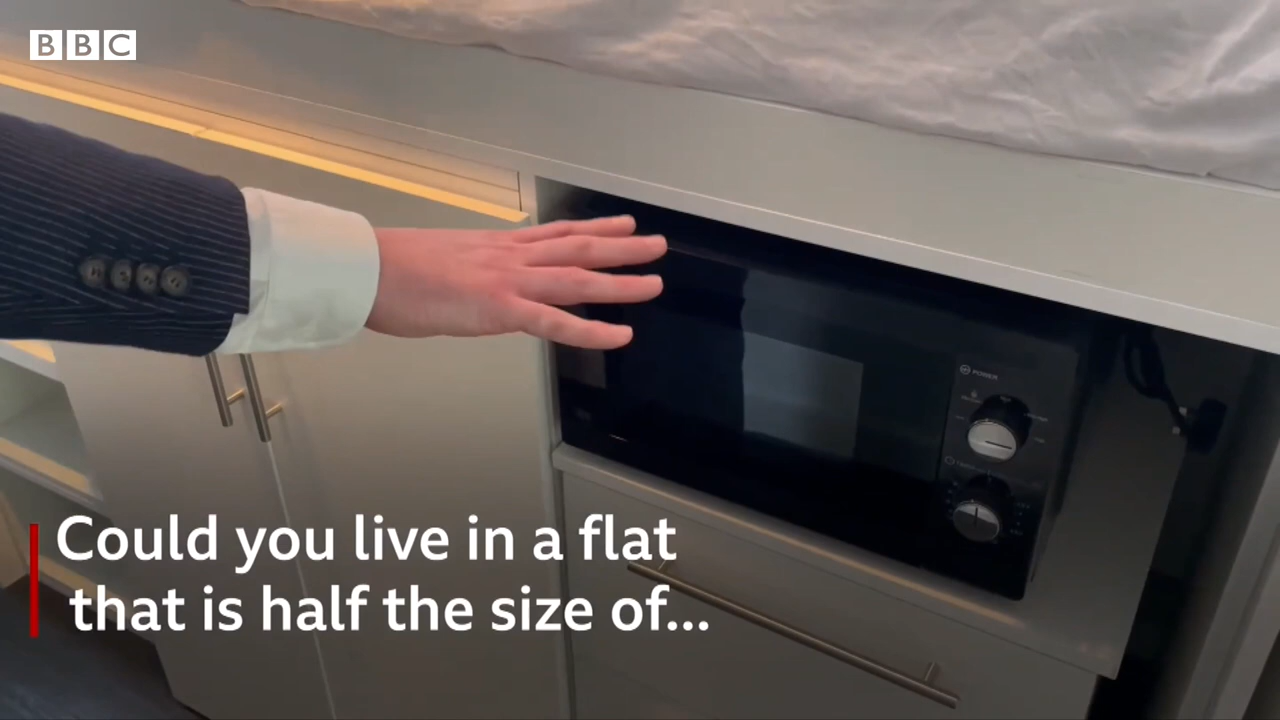 BBC
POWER
Could you live in a flat
that is half the size of...